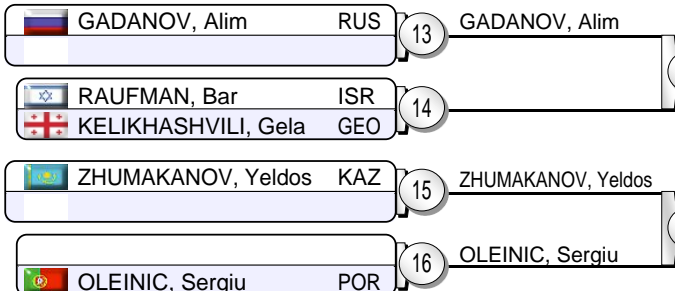 GADANOV, Alim RUS 13 GADANOV, Alim
RAUFMAN, Bar ISR
14
KELIKHASHVILI, Gela GEO
ZHUMAKANOV, Yeldos KAZ 15 ZHUMAKANOV, Yeldos
16 OLEINIC, Sergiu
OLEINIC, Sergiu POR